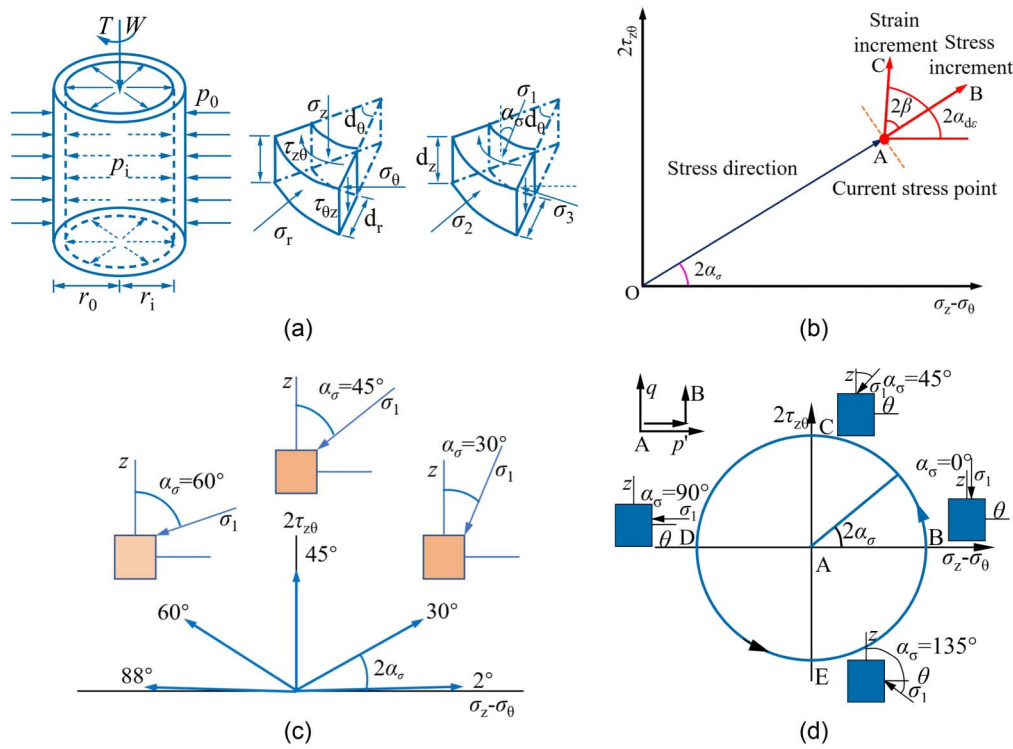 T W
p₀
pᵢ
r₀ rᵢ
σz
dθ
τzθ
σθ
τθz
σr
dr
σ₁
ασ
dθ
dz
σ₂
σ₃
(a)
2τzθ
Strain
increment
Stress
increment
C
B
2β
2αdε
A
Stress direction
Current stress point
2ασ
O
σz-σθ
(b)
z
ασ=45°
σ₁
z
ασ=60°
σ₁
ασ=30°
z
σ₁
2τzθ
45°
60°
30°
88°
2ασ
2°
σz-σθ
(c)
q
B
A
p'
z
ασ=45°
σ₁
θ
2τzθ
C
z
ασ=90°
σ₁
θ
D
ασ=0°
z
σ₁
θ
2ασ
B
A
σz-σθ
E
z
ασ=135°
θ
σ₁
(d)